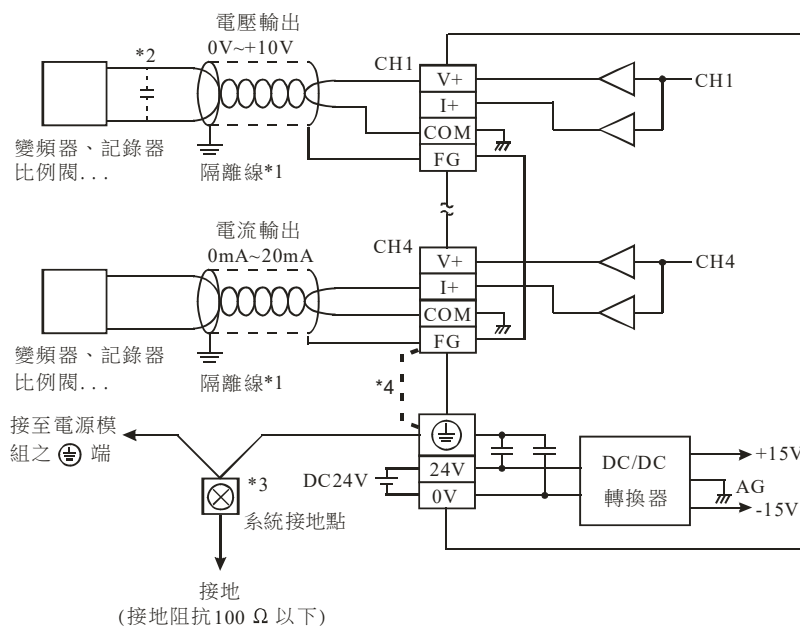 電壓輸出
0V~+10V
*2
CH1
V+
I+
COM
FG
CH1
變頻器、記錄器
比例閥...
隔離線*1
電流輸出
0mA~20mA
CH4
V+
I+
COM
FG
CH4
變頻器、記錄器
比例閥...
隔離線*1
*4
接至電源模
組之 端
*3
系統接地點
DC24V
24V
0V
DC/DC
轉換器
+15V
AG
-15V
接地
(接地阻抗100 Ω 以下)